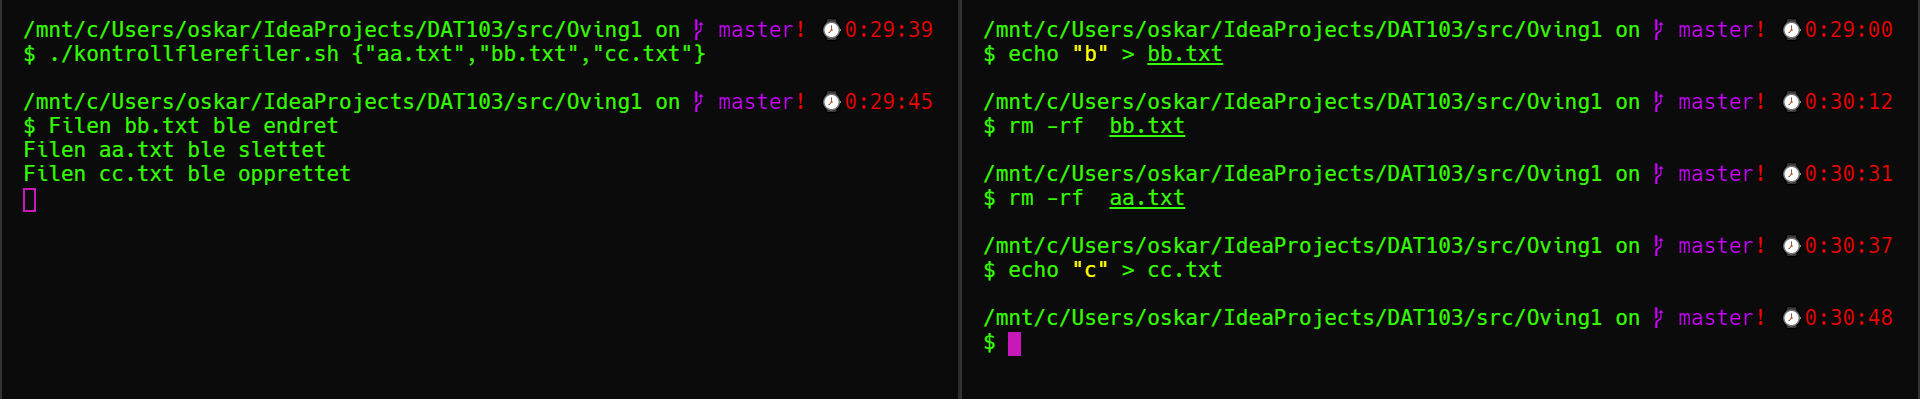 /mnt/c/Users/oskar/IdeaProjects/DAT103/src/Oving1 on master! 0:29:39
$ ./kontrollflerefiler.sh {"aa.txt","bb.txt","cc.txt"}
/mnt/c/Users/oskar/IdeaProjects/DAT103/src/Oving1 on master! 0:29:45
$ Filen bb.txt ble endret
Filen aa.txt ble slettet
Filen cc.txt ble opprettet
/mnt/c/Users/oskar/IdeaProjects/DAT103/src/Oving1 on master! 0:29:00
$ echo "b" > bb.txt
/mnt/c/Users/oskar/IdeaProjects/DAT103/src/Oving1 on master! 0:30:12
$ rm -rf  bb.txt
/mnt/c/Users/oskar/IdeaProjects/DAT103/src/Oving1 on master! 0:30:31
$ rm -rf  aa.txt
/mnt/c/Users/oskar/IdeaProjects/DAT103/src/Oving1 on master! 0:30:37
$ echo "c" > cc.txt
/mnt/c/Users/oskar/IdeaProjects/DAT103/src/Oving1 on master! 0:30:48
$